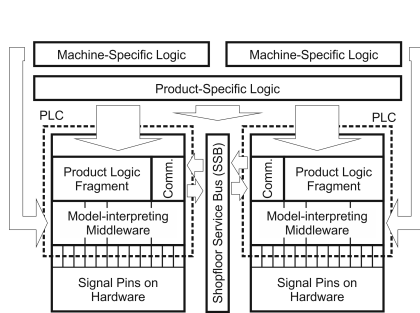 Machine-Specific Logic
Machine-Specific Logic
Product-Specific Logic
PLC
PLC
Product Logic
Fragment
Comm.
Shopfloor Service Bus (SSB)
Comm.
Product Logic
Fragment
Model-interpreting
Middleware
Model-interpreting
Middleware
Signal Pins on
Hardware
Signal Pins on
Hardware